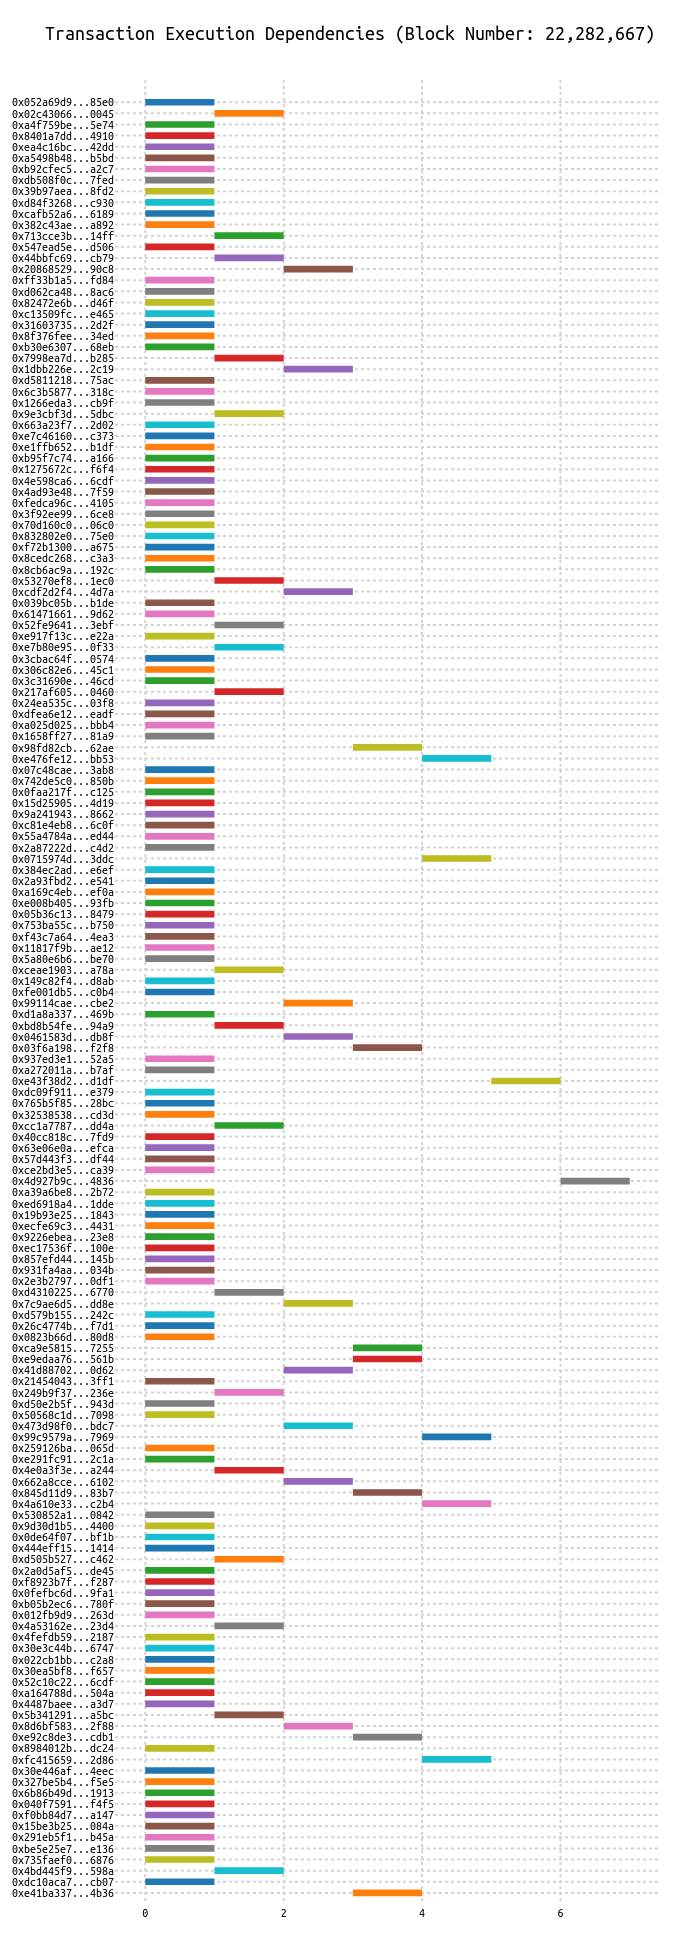 Transaction Execution Dependencies (Block Number: 22,282,667)
0x052a69d9...85e0
0x02c43066...0045
0xa4f759be...5e74
0x8401a7dd...4910
0xea4c16bc...42dd
0xa5498b48...b5bd
0xb92cfec5...a2c7
0xdb508f0c...7fed
0x39b97aea...8fd2
0xd84f3268...c930
0xcafb52a6...6189
0x382c43ae...a892
0x713cce3b...14ff
0x547ead5e...d506
0x44bbfc69...cb79
0x20868529...90c8
0xff33b1a5...fd84
0xd062ca48...8ac6
0x82472e6b...d46f
0xc13509fc...e465
0x31603735...2d2f
0x8f376fee...34ed
0xb30e6307...68eb
0x7998ea7d...b285
0x1dbb226e...2c19
0xd5811218...75ac
0x6c3b5877...318c
0x1266eda3...cb9f
0x9e3cbf3d...5dbc
0x663a23f7...2d02
0xe7c46160...c373
0xe1ffb652...b1df
0xb95f7c74...a166
0x1275672c...f6f4
0x4e598ca6...6cdf
0x4ad93e48...7f59
0xfedca96c...4105
0x3f92ee99...6ce8
0x70d160c0...06c0
0x832802e0...75e0
0xf72b1300...a675
0x8cedc268...c3a3
0x8cb6ac9a...192c
0x53270ef8...1ec0
0xcdf2d2f4...4d7a
0x039bc05b...b1de
0x61471661...9d62
0x52fe9641...3ebf
0xe917f13c...e22a
0xe7b80e95...0f33
0x3cbac64f...0574
0x306c82e6...45c1
0x3c31690e...46cd
0x217af605...0460
0x24ea535c...03f8
0xdfea6e12...eadf
0xa025d025...bbb4
0x1658ff27...81a9
0x98fd82cb...62ae
0xe476fe12...bb53
0x07c48cae...3ab8
0x742de5c0...850b
0x0faa217f...c125
0x15d25905...4d19
0x9a241943...8662
0xc81e4eb8...6c0f
0x55a4784a...ed44
0x2a87222d...c4d2
0x0715974d...3ddc
0x384ec2ad...e6ef
0x2a93fbd2...e541
0xa169c4eb...ef0a
0xe008b405...93fb
0x05b36c13...8479
0x753ba55c...b750
0xf43c7a64...4ea3
0x11817f9b...ae12
0x5a80e6b6...be70
0xceae1903...a78a
0x149c82f4...d8ab
0xfe001db5...c0b4
0x99114cae...cbe2
0xd1a8a337...469b
0xbd8b54fe...94a9
0x0461583d...db8f
0x03f6a198...f2f8
0x937ed3e1...52a5
0xa272011a...b7af
0xe43f38d2...d1df
0xdc09f911...e379
0x765b5f85...28bc
0x32538538...cd3d
0xcc1a7787...dd4a
0x40cc818c...7fd9
0x63e06e0a...efca
0x57d443f3...df44
0xce2bd3e5...ca39
0x4d927b9c...4836
0xa39a6be8...2b72
0xed6918a4...1dde
0x19b93e25...1843
0xecfe69c3...4431
0x9226ebea...23e8
0xec17536f...100e
0x857efd44...145b
0x931fa4aa...034b
0x2e3b2797...0df1
0xd4310225...6770
0x7c9ae6d5...dd8e
0xd579b155...242c
0x26c4774b...f7d1
0x0823b66d...80d8
0xca9e5815...7255
0xe9edaa76...561b
0x41d88702...0d62
0x21454043...3ff1
0x249b9f37...236e
0xd50e2b5f...943d
0x50568c1d...7098
0x473d98f0...bdc7
0x99c9579a...7969
0x259126ba...065d
0xe291fc91...2c1a
0x4e0a3f3e...a244
0x662a8cce...6102
0x845d11d9...83b7
0x4a610e33...c2b4
0x530852a1...0842
0x9d30d1b5...4400
0x0de64f07...bf1b
0x444eff15...1414
0xd505b527...c462
0x2a0d5af5...de45
0xf8923b7f...f287
0x0fefbc6d...9fa1
0xb05b2ec6...780f
0x012fb9d9...263d
0x4a53162e...23d4
0x4fefdb59...2187
0x30e3c44b...6747
0x022cb1bb...c2a8
0x30ea5bf8...f657
0x52c10c22...6cdf
0xa164788d...504a
0x4487baee...a3d7
0x5b341291...a5bc
0x8d6bf583...2f88
0xe92c8de3...cdb1
0x8984012b...dc24
0xfc415659...2d86
0x30e446af...4eec
0x327be5b4...f5e5
0x6b86b49d...1913
0x040f7591...f4f5
0xf0bb84d7...a147
0x15be3b25...084a
0x291eb5f1...b45a
0xbe5e25e7...e136
0x735faef0...6876
0x4bd445f9...598a
0xdc10aca7...cb07
0xe41ba337...4b36
0 2 4 6